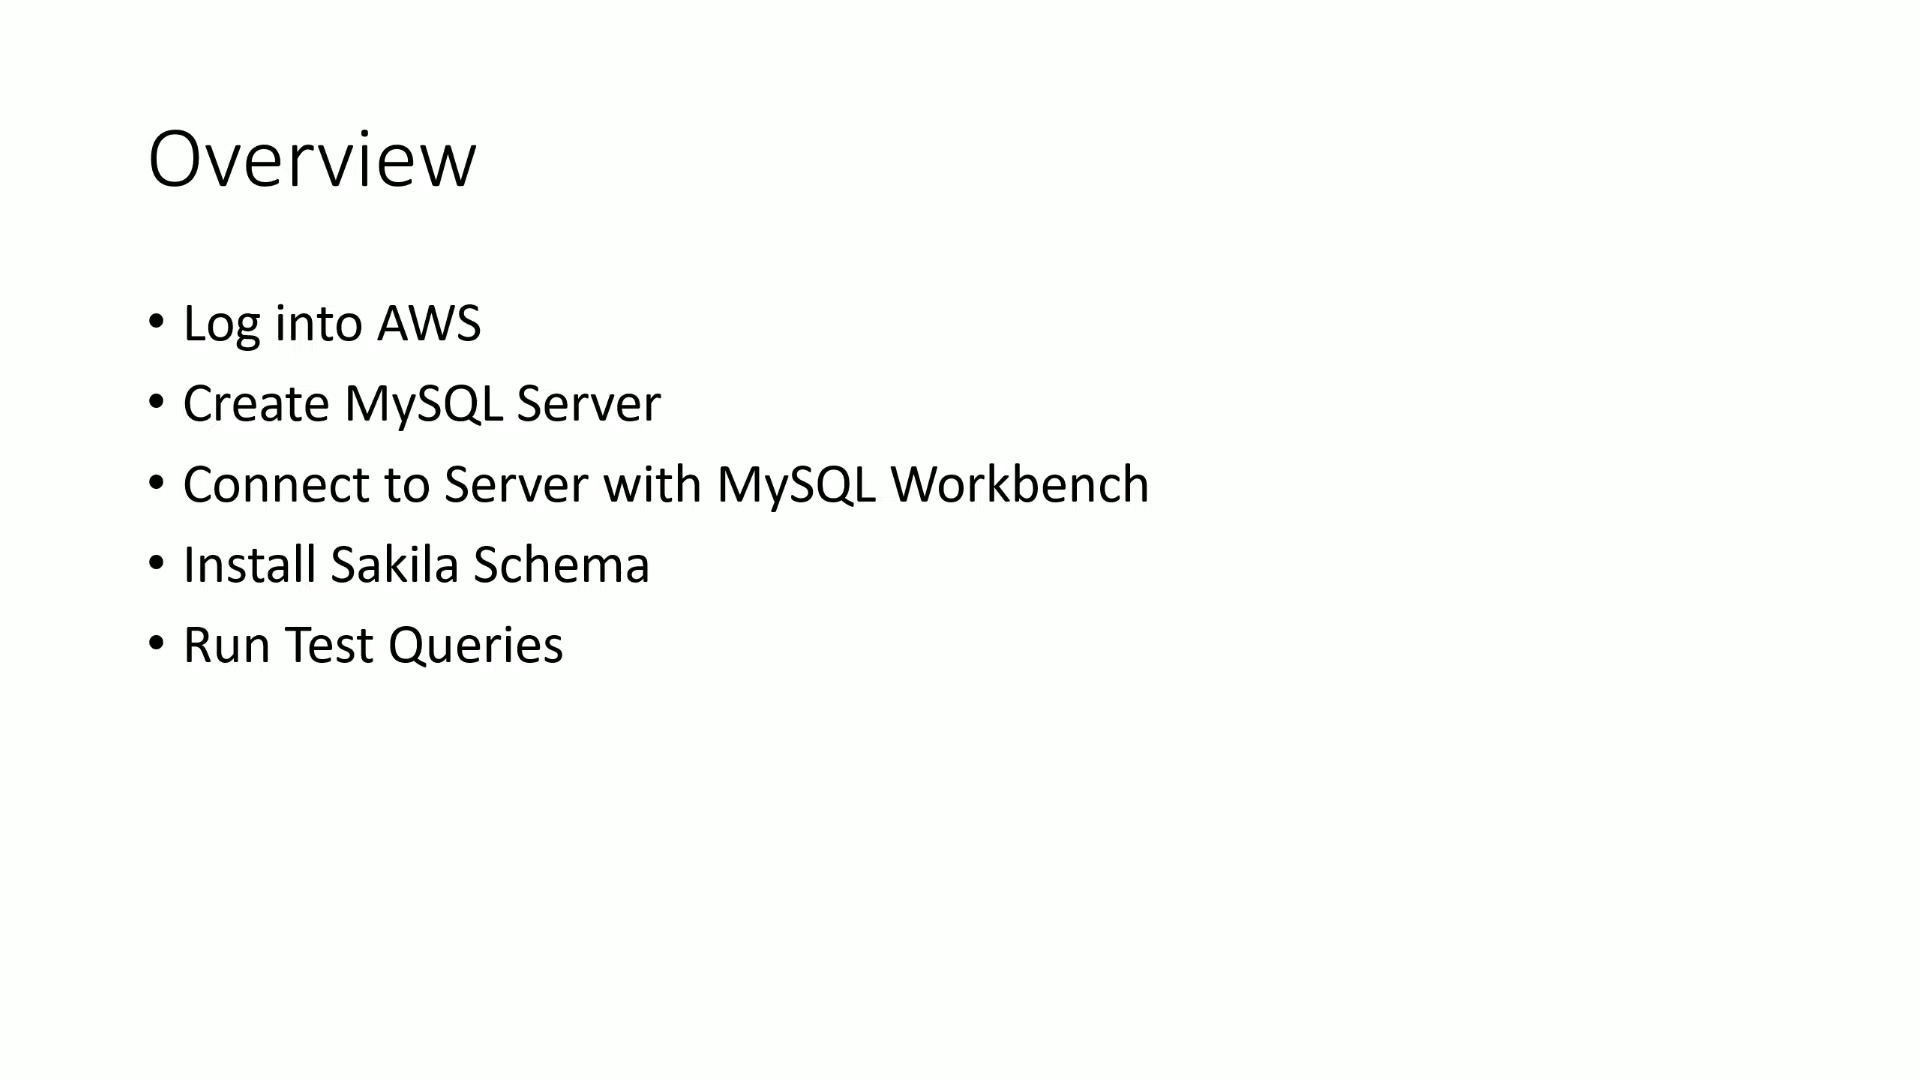 Overview
• Log into AWS
• Create MySQL Server
• Connect to Server with MySQL Workbench
• Install Sakila Schema
• Run Test Queries